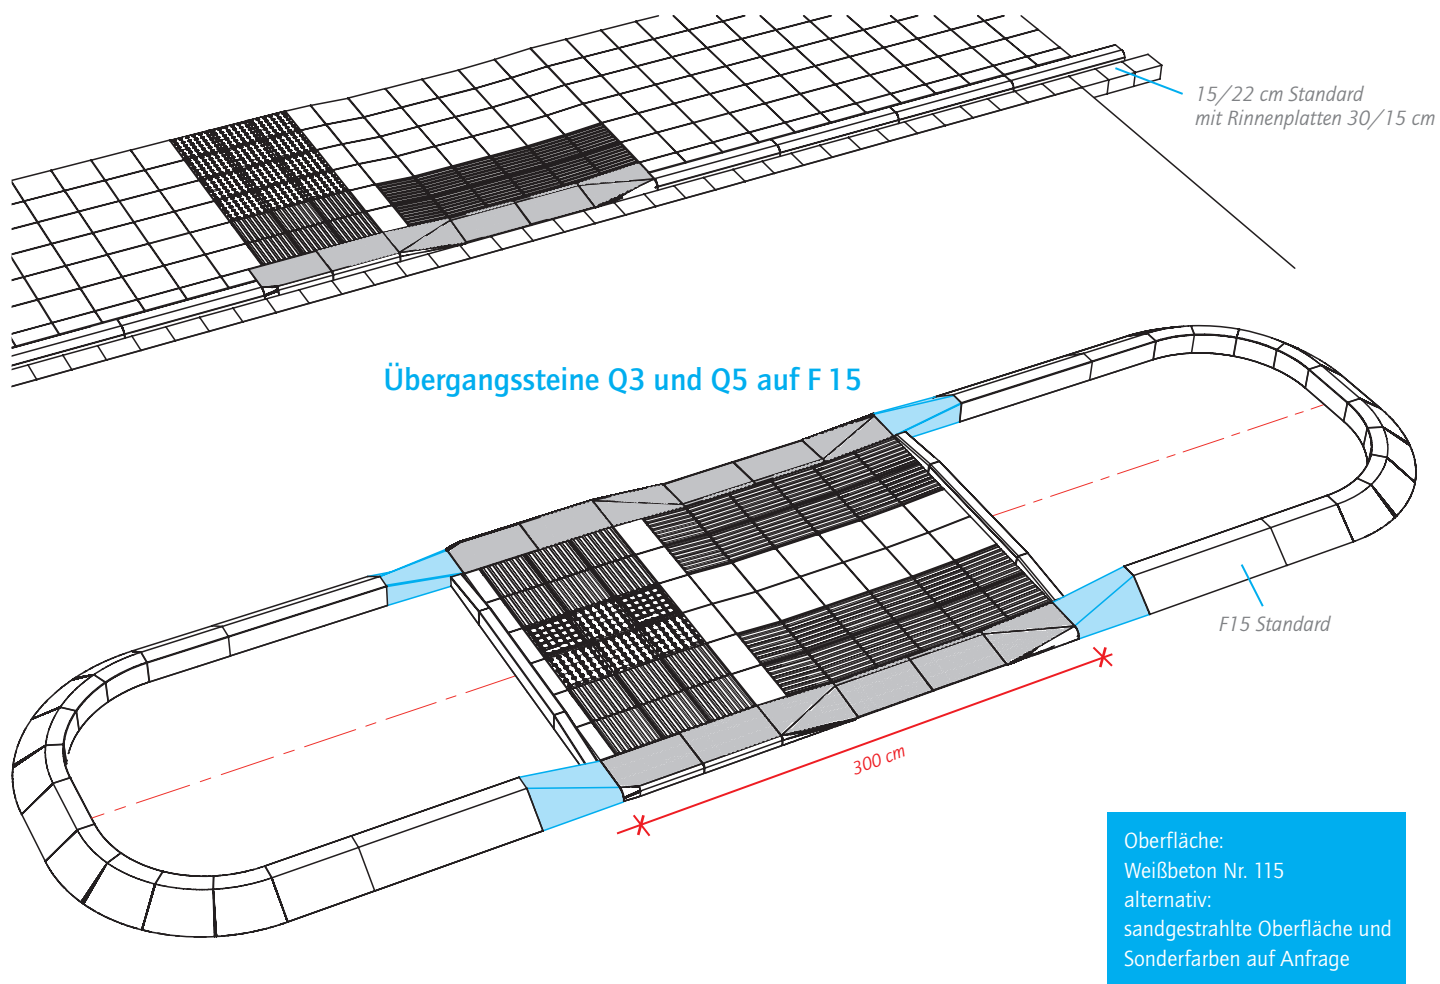 15/22 cm Standard
mit Rinnenplatten 30/15 cm
Übergangssteine Q3 und Q5 auf F 15
F15 Standard
300 cm
Oberfläche:
Weißbeton Nr. 115
alternativ:
sandgestrahlte Oberfläche und
Sonderfarben auf Anfrage